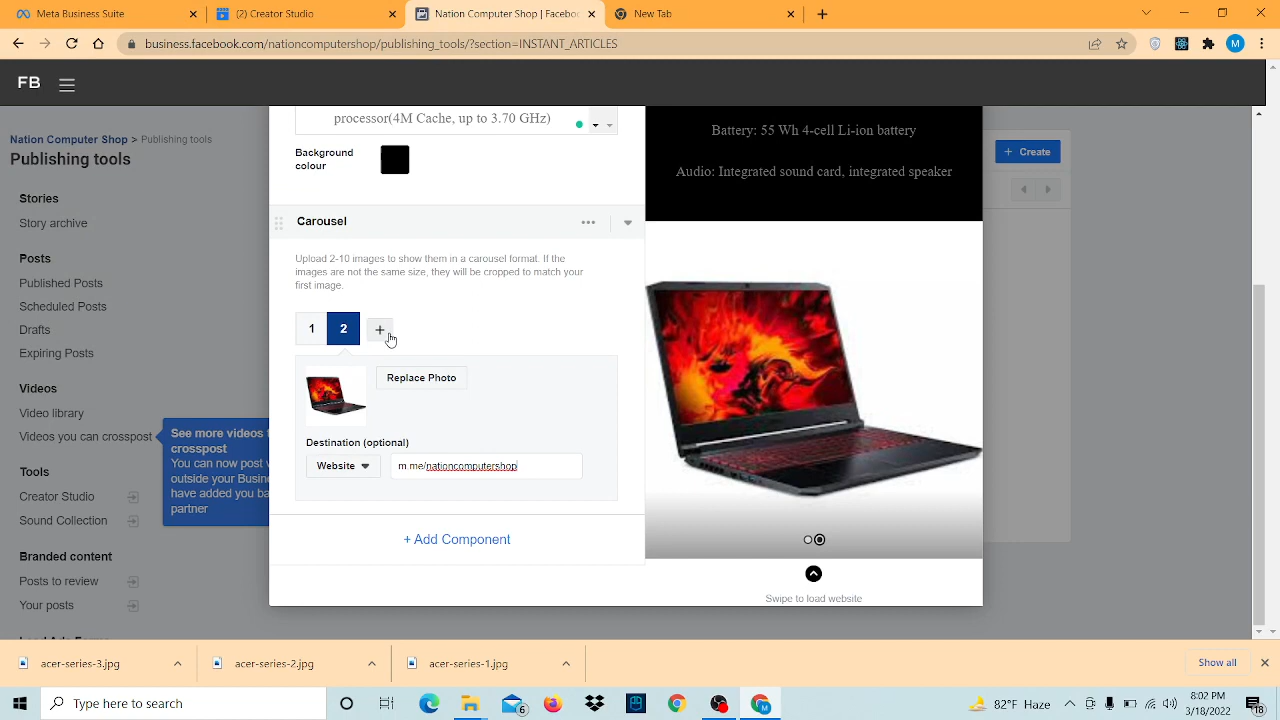 Meta Business Suite
(2) Creator Studio
Nation Computer Shop | Faceboo
New Tab
business.facebook.com/nationcomputershop/publishing_tools/?section=INSTANT_ARTICLES
M
FB
Nation Computer Shop > Publishing tools
Publishing tools
Stories
Story archive
Posts
Published Posts
Scheduled Posts
Drafts
Expiring Posts
Videos
Video library
Videos you can crosspost
Tools
Creator Studio
Sound Collection
Branded content
Posts to review
Your posts
See more videos t
crosspost
You can now post v
outside your Busin
have added you ba
partner
processor(4M Cache, up to 3.70 GHz)
Background
colour
Carousel
Upload 2-10 images to show them in a carousel format. If the
images are not the same size, they will be cropped to match your
first image.
1 2 +
Replace Photo
Destination (optional)
Website
m.me/nationcomputershop
+ Add Component
Battery: 55 Wh 4-cell Li-ion battery
Audio: Integrated sound card, integrated speaker
Swipe to load website
+ Create
acer-series-3.jpg
acer-series-2.jpg
acer-series-1.jpg
Show all
Type here to search
6
M
82°F Haze
8:02 PM
3/18/2022
18